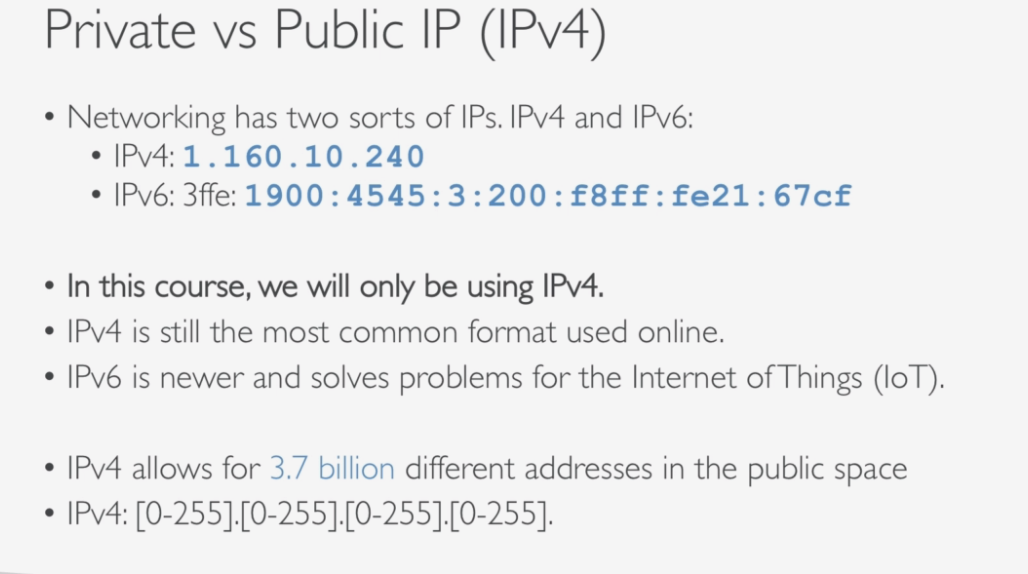 Private vs Public IP (IPv4)
• Networking has two sorts of IPs. IPv4 and IPv6:
• IPv4: 1.160.10.240
• IPv6: 3ffe: 1900:4545:3:200:f8ff:fe21:67cf
• In this course, we will only be using IPv4.
• IPv4 is still the most common format used online.
• IPv6 is newer and solves problems for the Internet of Things (IoT).
• IPv4 allows for 3.7 billion different addresses in the public space
• IPv4: [0-255].[0-255].[0-255].[0-255].